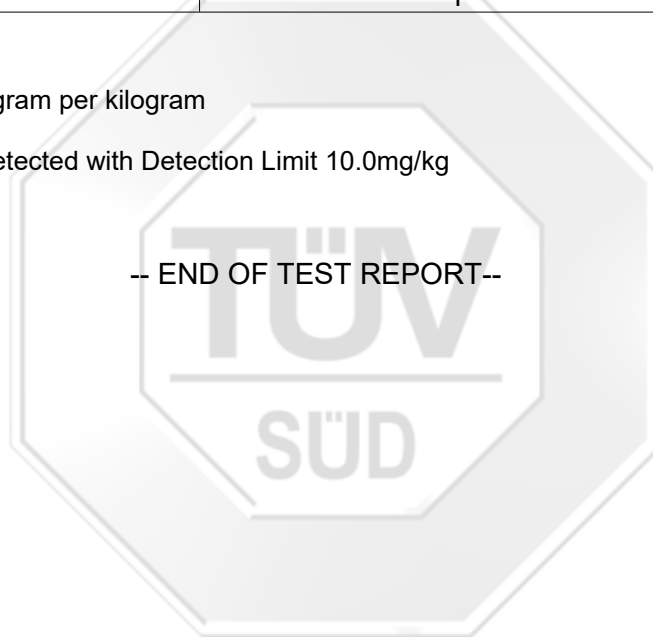 gram per kilogram
etected with Detection Limit 10.0mg/kg
-- END OF TEST REPORT--
TÜV
SÜD